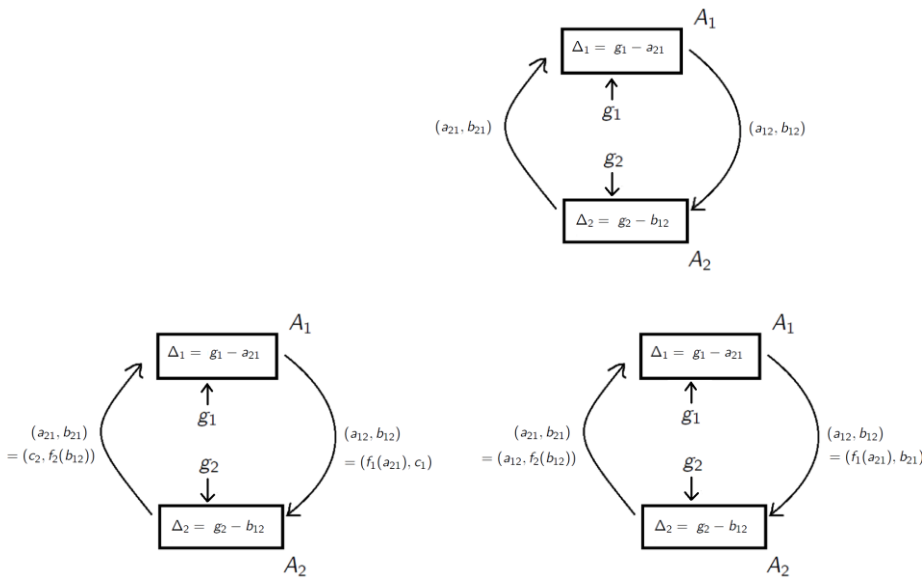 A₁
Δ₁ = g₁ − a₂₁
g₁
(a₂₁, b₂₁)
(a₁₂, b₁₂)
g₂
Δ₂ = g₂ − b₁₂
A₂
A₁
Δ₁ = g₁ − a₂₁
g₁
(a₂₁, b₂₁)
= (c₂, f₂(b₁₂))
(a₁₂, b₁₂)
= (f₁(a₂₁), c₁)
g₂
Δ₂ = g₂ − b₁₂
A₂
A₁
Δ₁ = g₁ − a₂₁
g₁
(a₂₁, b₂₁)
= (a₁₂, f₂(b₁₂))
(a₁₂, b₁₂)
= (f₁(a₂₁), b₂₁)
g₂
Δ₂ = g₂ − b₁₂
A₂